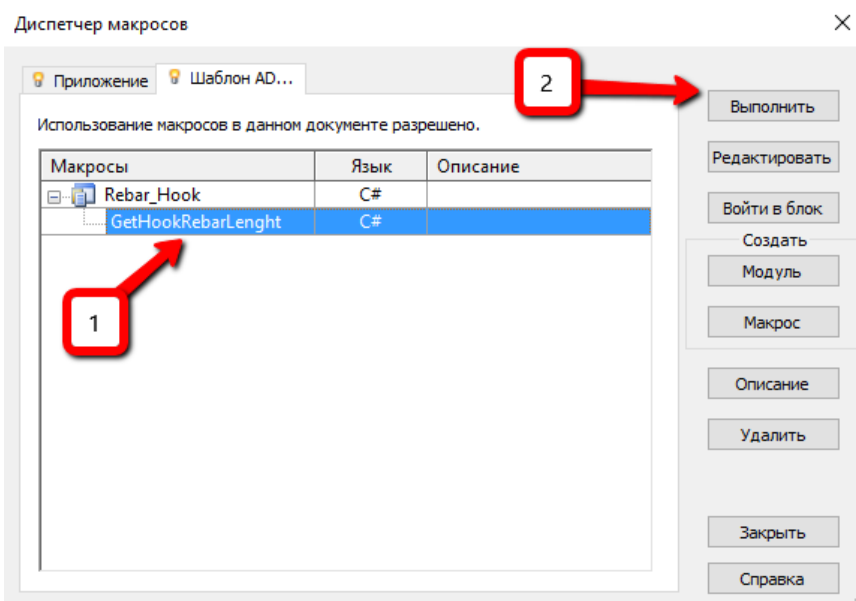 Диспетчер макросов
Приложение Шаблон AD...
2
Использование макросов в данном документе разрешено.
Макросы Язык Описание
Rebar_Hook C#
GetHookRebarLenght C#
1
Выполнить
Редактировать
Войти в блок
Создать
Модуль
Макрос
Описание
Удалить
Закрыть
Справка